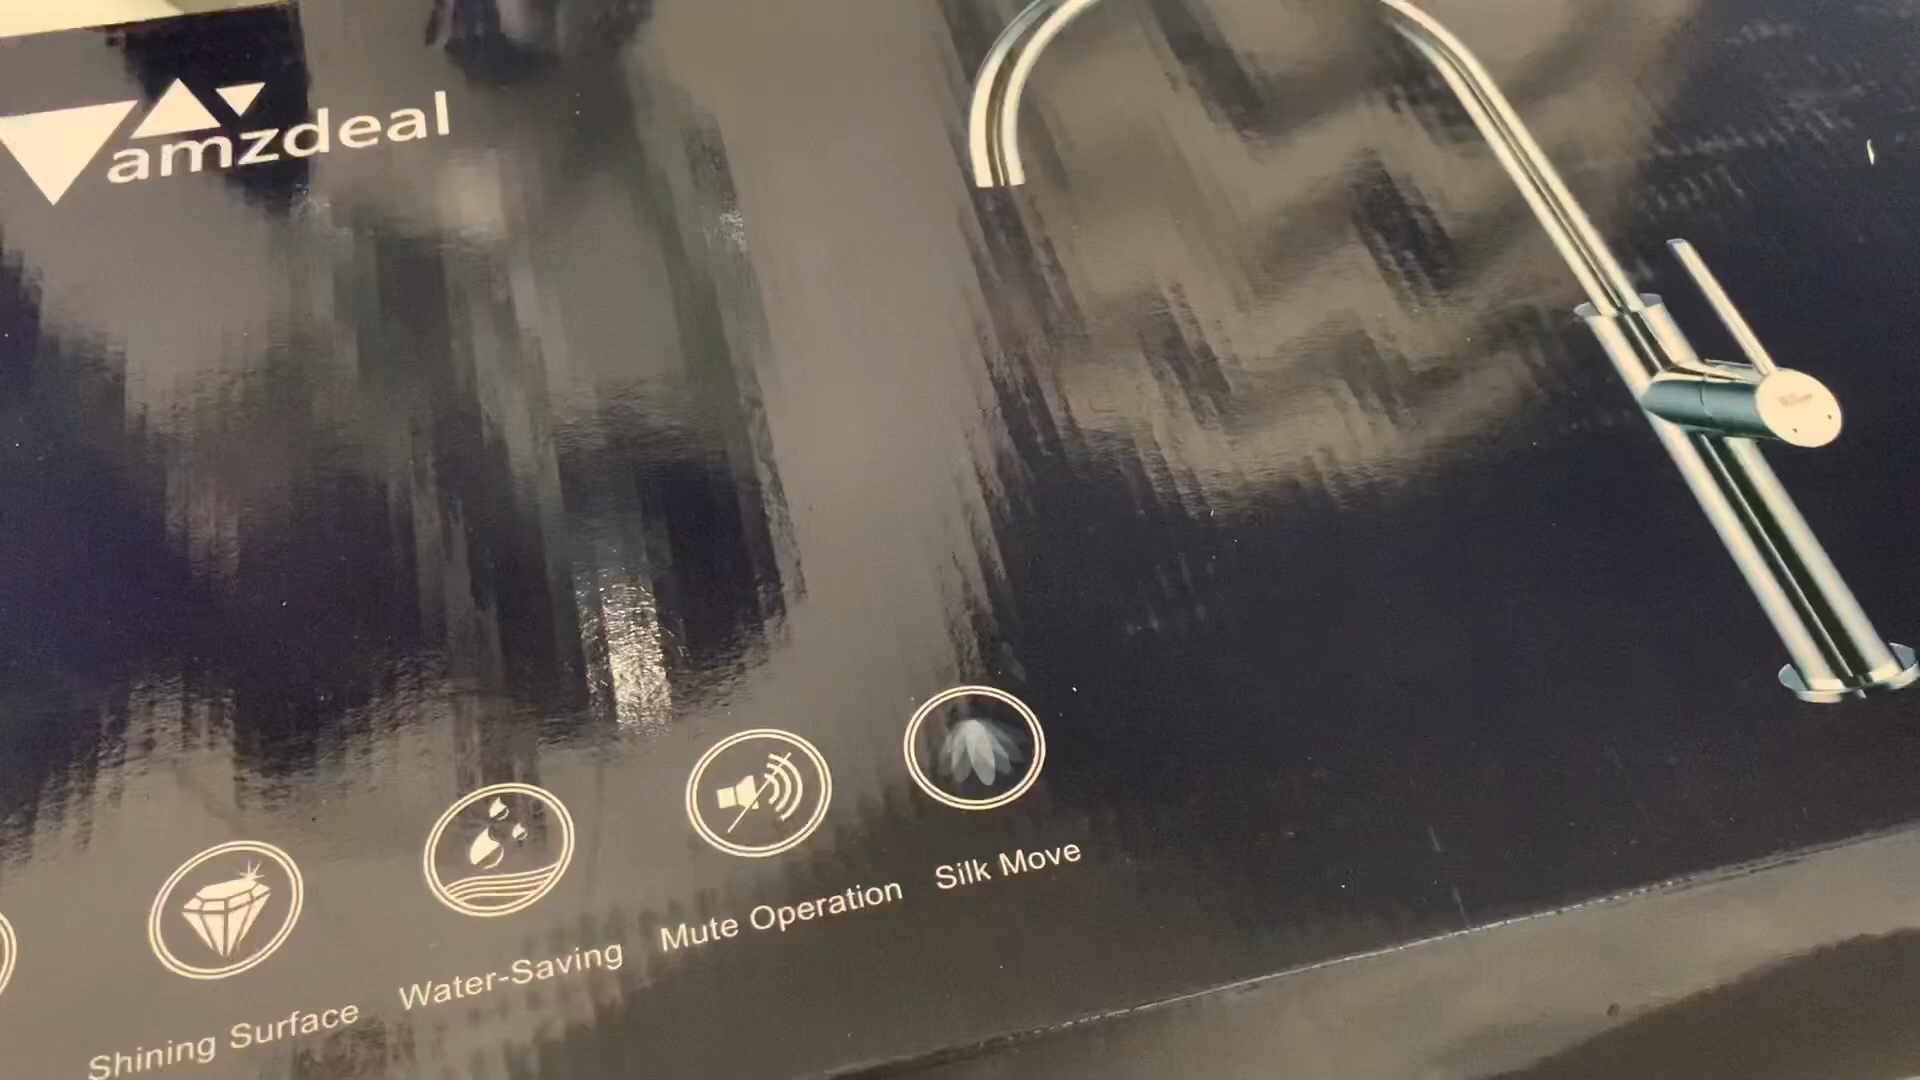 amzdeal
Shining Surface
Water-Saving
Mute Operation
Silk Move